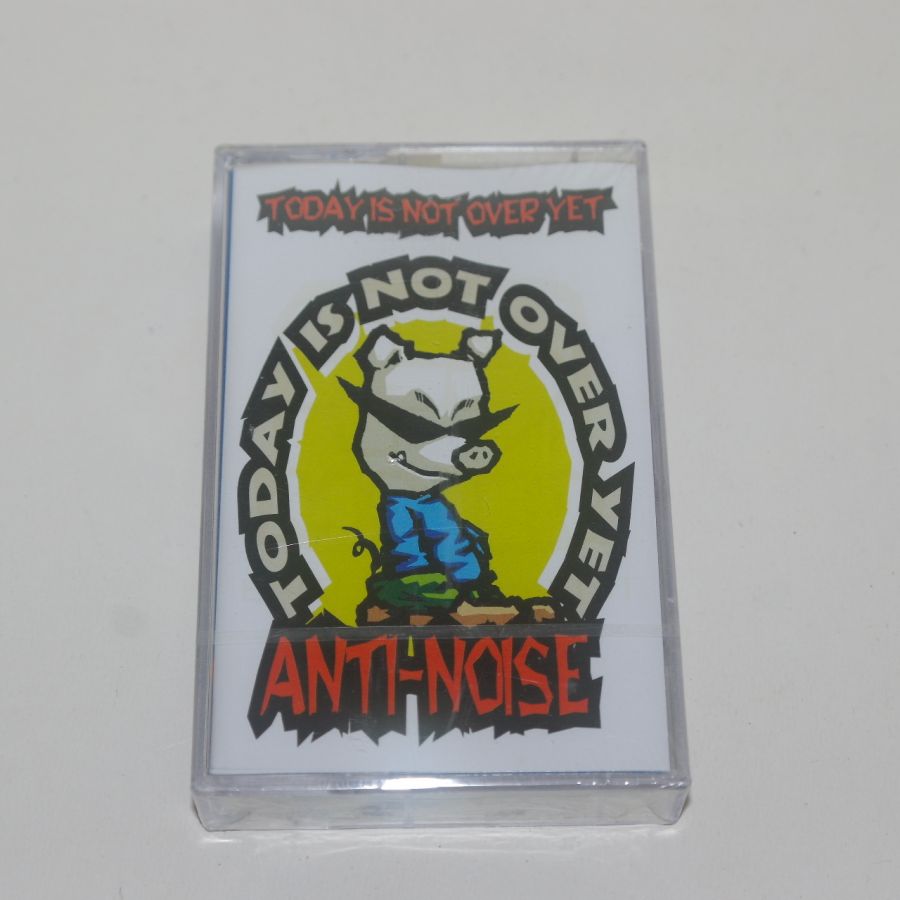 TODAY IS NOT OVER YET
TODAY IS NOT OVER YET
ANTI-NOISE